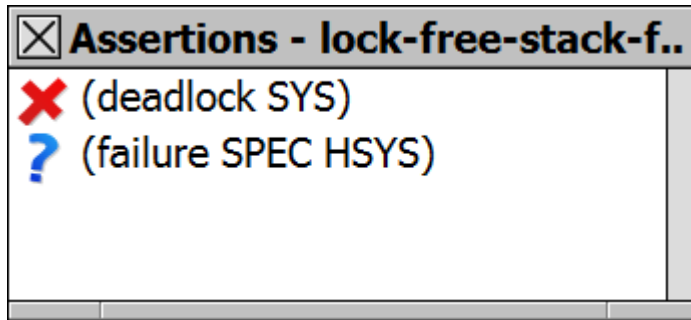 Assertions - lock-free-stack-f..
(deadlock SYS)
(failure SPEC HSYS)